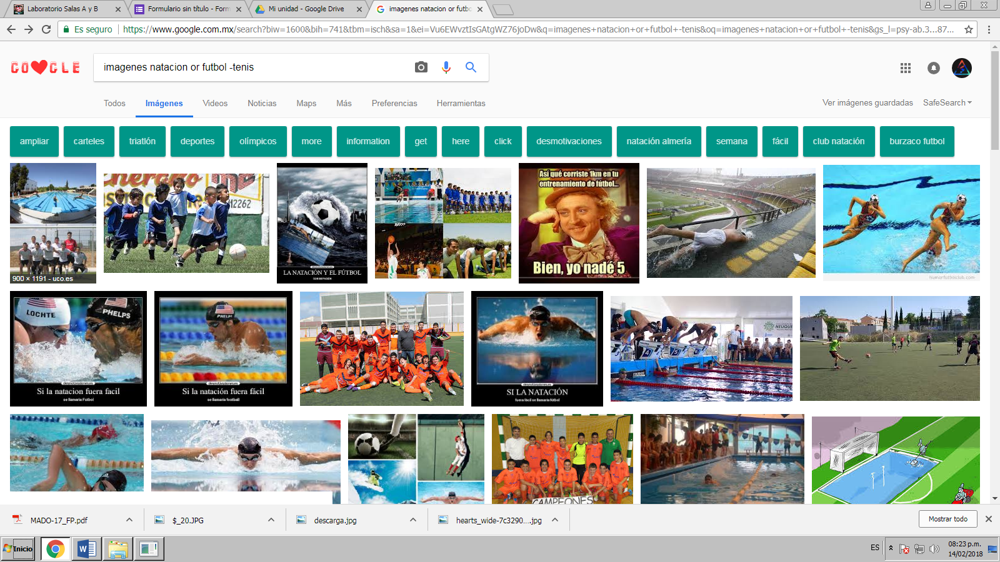 Laboratorio Salas A y B
Formulario sin título - Form
Mi unidad - Google Drive
imagenes natacion or futbo
Es seguro
https://www.google.com.mx/search?biw=1600&bih=741&tbm=isch&sa=1&ei=Vu6EWvztIsGAtgWZ76joDw&q=imagenes+natacion+or+futbol+-tenis&oq=imagenes+natacion+or+futbol+-tenis&gs_l=psy-ab.3...87...
GO GLE
imagenes natacion or futbol -tenis
Todos
Imágenes
Videos
Noticias
Maps
Más
Preferencias
Herramientas
Ver imágenes guardadas
SafeSearch
ampliar
carteles
triatlón
deportes
olímpicos
more
information
get
here
click
desmotivaciones
natación almería
semana
fácil
club natación
burzaco futbol
900 × 1191 - uco.es
12262
LA NATACIÓN Y EL FÚTBOL
Así qué corriste 1km en tu
entrenamiento de fútbol...
Bien, yo nadé 5
humorfutbolclub.com
LOCHTE
PHELPS
Si la natacion fuera facil
se llamaria Futbol
PHELPS
Si la natación fuera fácil
se llamaria football
SI LA NATACIÓN
fuera fácil se llamaría fútbol
NEUQUE
CAMPEONES
MADO-17_FP.pdf
$_20.JPG
descarga.jpg
hearts_wide-7c3290....jpg
Mostrar todo
Inicio
ES
08:23 p.m.
14/02/2018